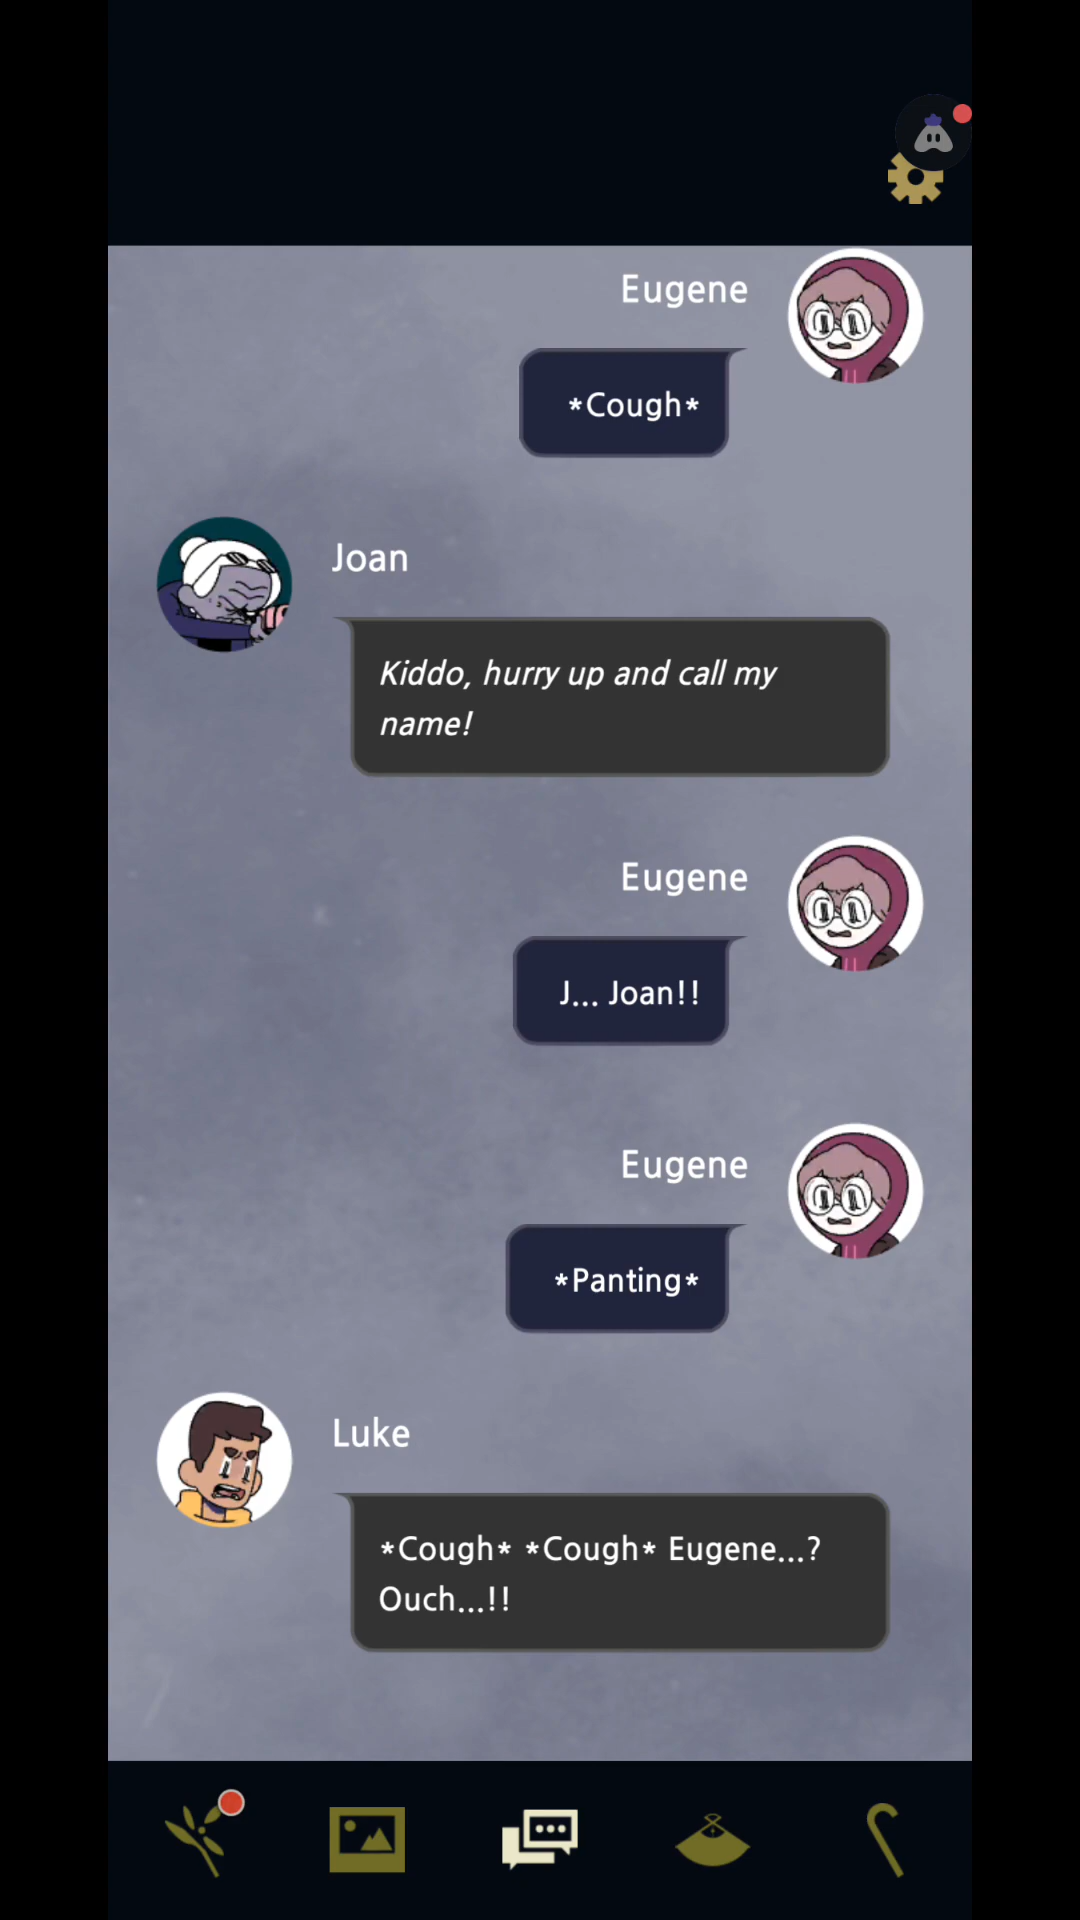 Eugene
*Cough*
Joan
Kiddo, hurry up and call my
name!
Eugene
J... Joan!!
Eugene
*Panting*
Luke
*Cough* *Cough* Eugene...?
Ouch...!!